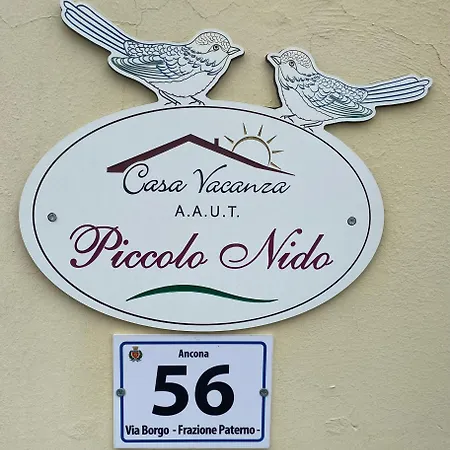 Casa Vacanza
A.A.U.T.
Piccolo Nido
Ancona
56
Via Borgo - Frazione Paterno -